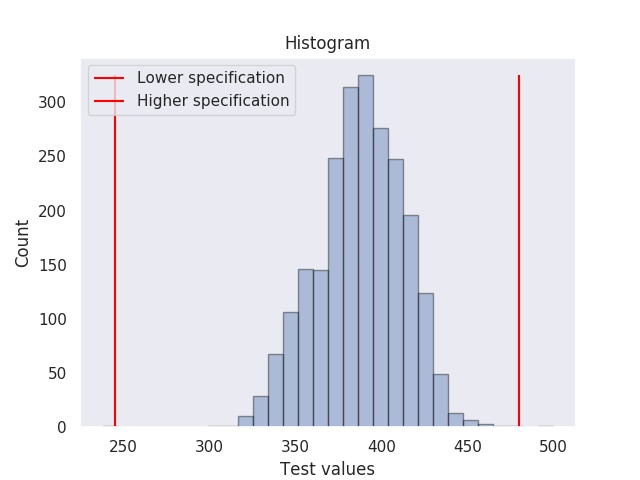 Histogram
Lower specification
Higher specification
300
250
200
150
100
50
0
Count
250 300 350 400 450 500
Test values